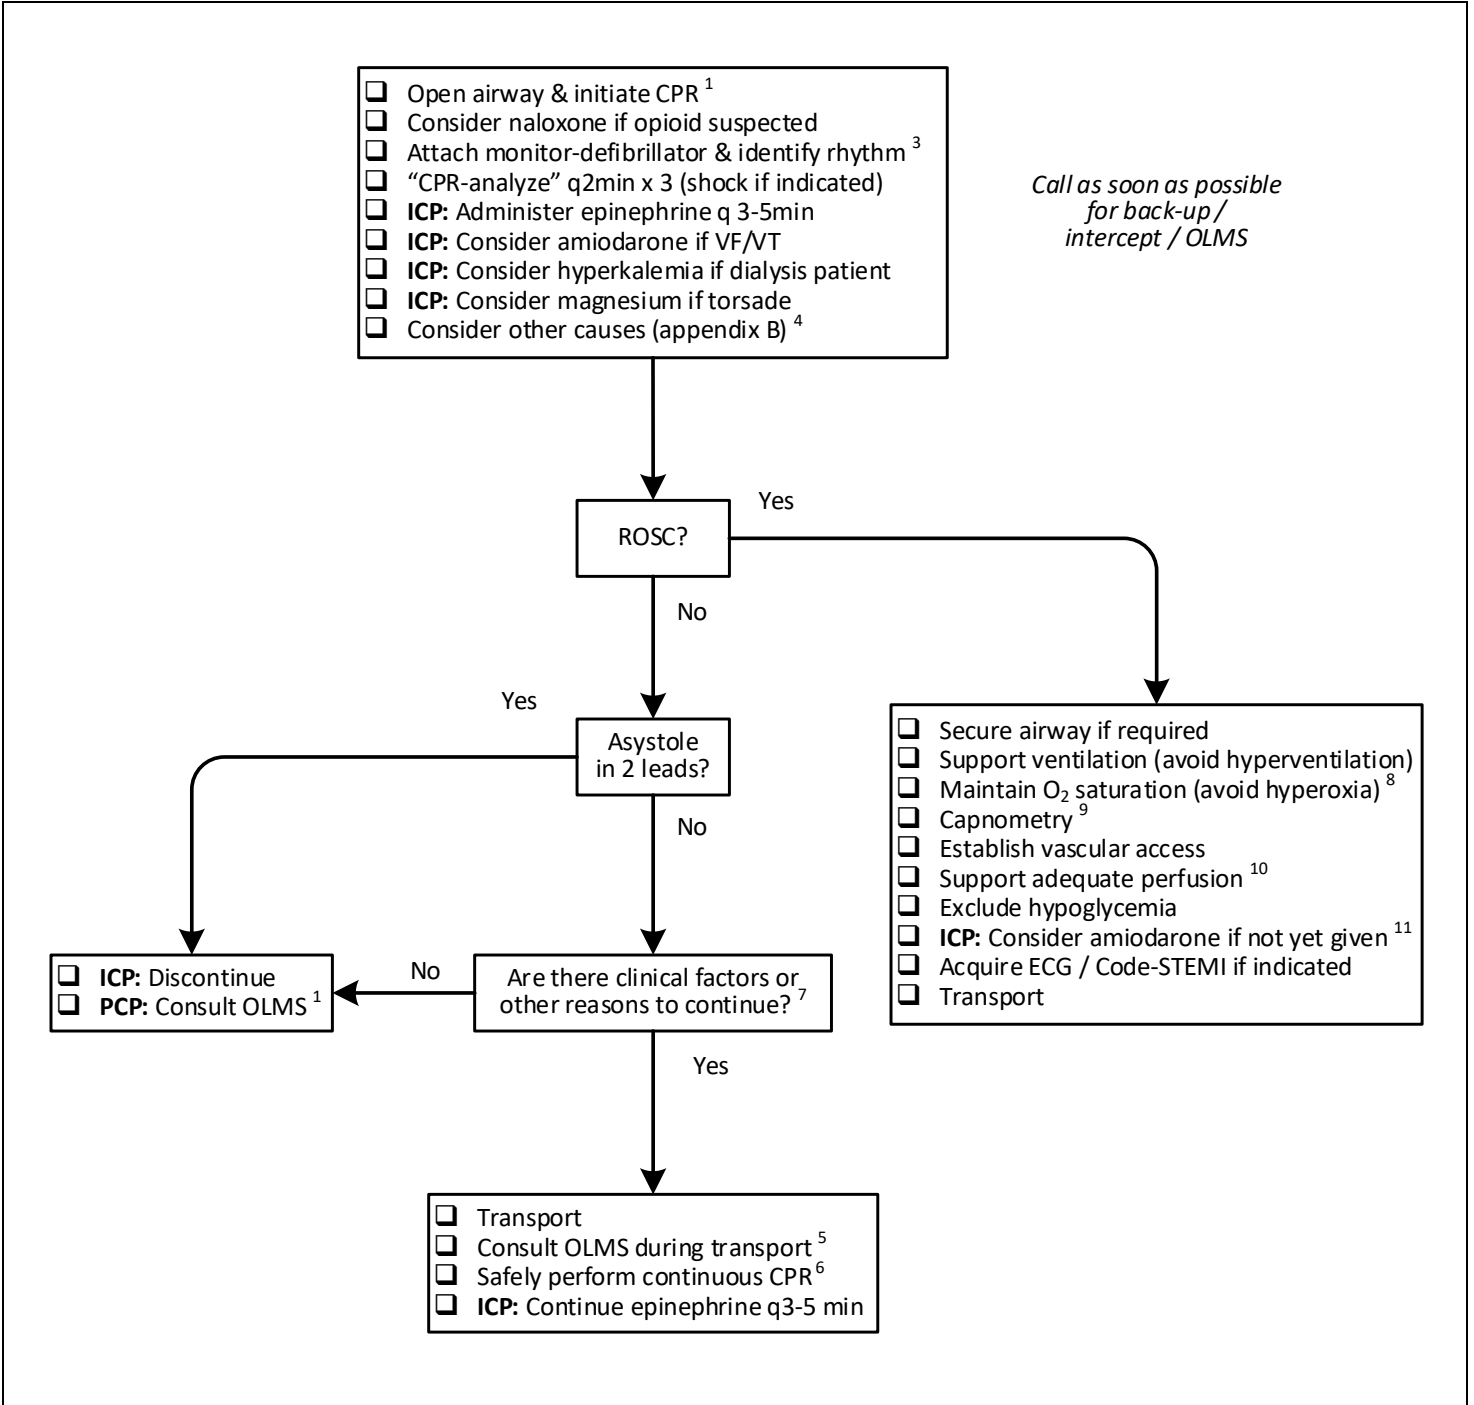 ❑ Open airway & initiate CPR 1
❑ Consider naloxone if opioid suspected
❑ Attach monitor-defibrillator & identify rhythm 3
❑ “CPR-analyze” q2min x 3 (shock if indicated)
❑ ICP: Administer epinephrine q 3-5min
❑ ICP: Consider amiodarone if VF/VT
❑ ICP: Consider hyperkalemia if dialysis patient
❑ ICP: Consider magnesium if torsade
❑ Consider other causes (appendix B) 4
Call as soon as possible
for back-up /
intercept / OLMS
ROSC?
Yes
No
Asystole
in 2 leads?
Yes
No
❑ Secure airway if required
❑ Support ventilation (avoid hyperventilation)
❑ Maintain O2 saturation (avoid hyperoxia) 8
❑ Capnometry 9
❑ Establish vascular access
❑ Support adequate perfusion 10
❑ Exclude hypoglycemia
❑ ICP: Consider amiodarone if not yet given 11
❑ Acquire ECG / Code-STEMI if indicated
❑ Transport
❑ ICP: Discontinue
❑ PCP: Consult OLMS 1
No
Are there clinical factors or
other reasons to continue? 7
Yes
❑ Transport
❑ Consult OLMS during transport 5
❑ Safely perform continuous CPR 6
❑ ICP: Continue epinephrine q3-5 min